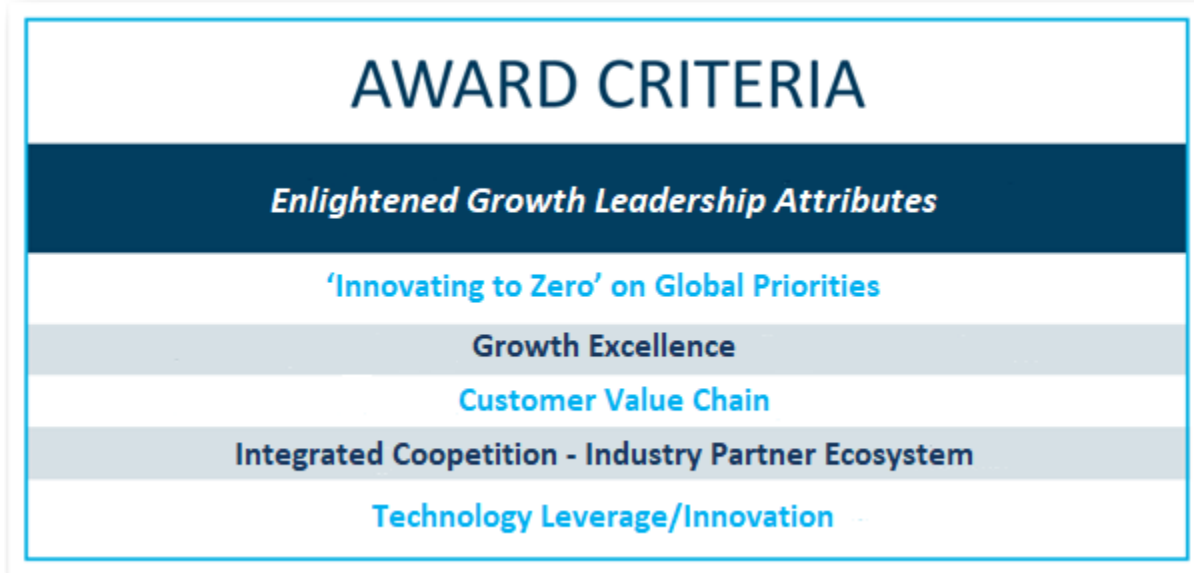 AWARD CRITERIA
Enlightened Growth Leadership Attributes
‘Innovating to Zero’ on Global Priorities
Growth Excellence
Customer Value Chain
Integrated Coopetition - Industry Partner Ecosystem
Technology Leverage/Innovation